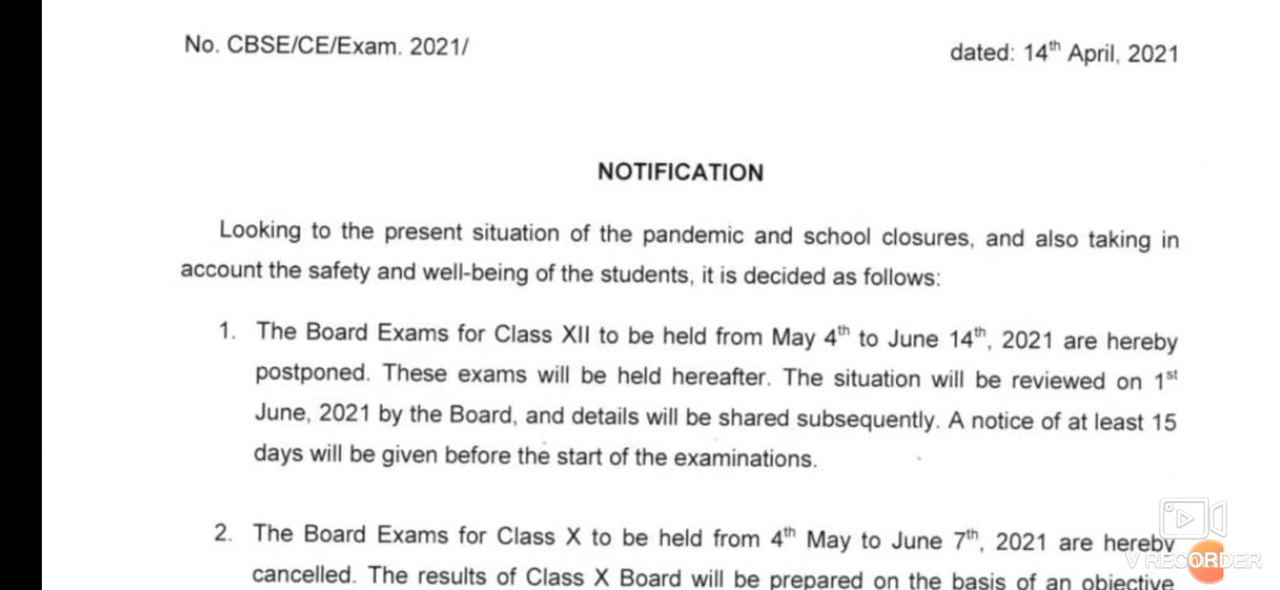 No. CBSE/CE/Exam. 2021/ dated: 14th April, 2021
NOTIFICATION
Looking to the present situation of the pandemic and school closures, and also taking in
account the safety and well-being of the students, it is decided as follows:
1. The Board Exams for Class XII to be held from May 4th to June 14th, 2021 are hereby
postponed. These exams will be held hereafter. The situation will be reviewed on 1st
June, 2021 by the Board, and details will be shared subsequently. A notice of at least 15
days will be given before the start of the examinations.
2. The Board Exams for Class X to be held from 4th May to June 7th, 2021 are hereby
cancelled. The results of Class X Board will be prepared on the basis of an objective
V RECORDER